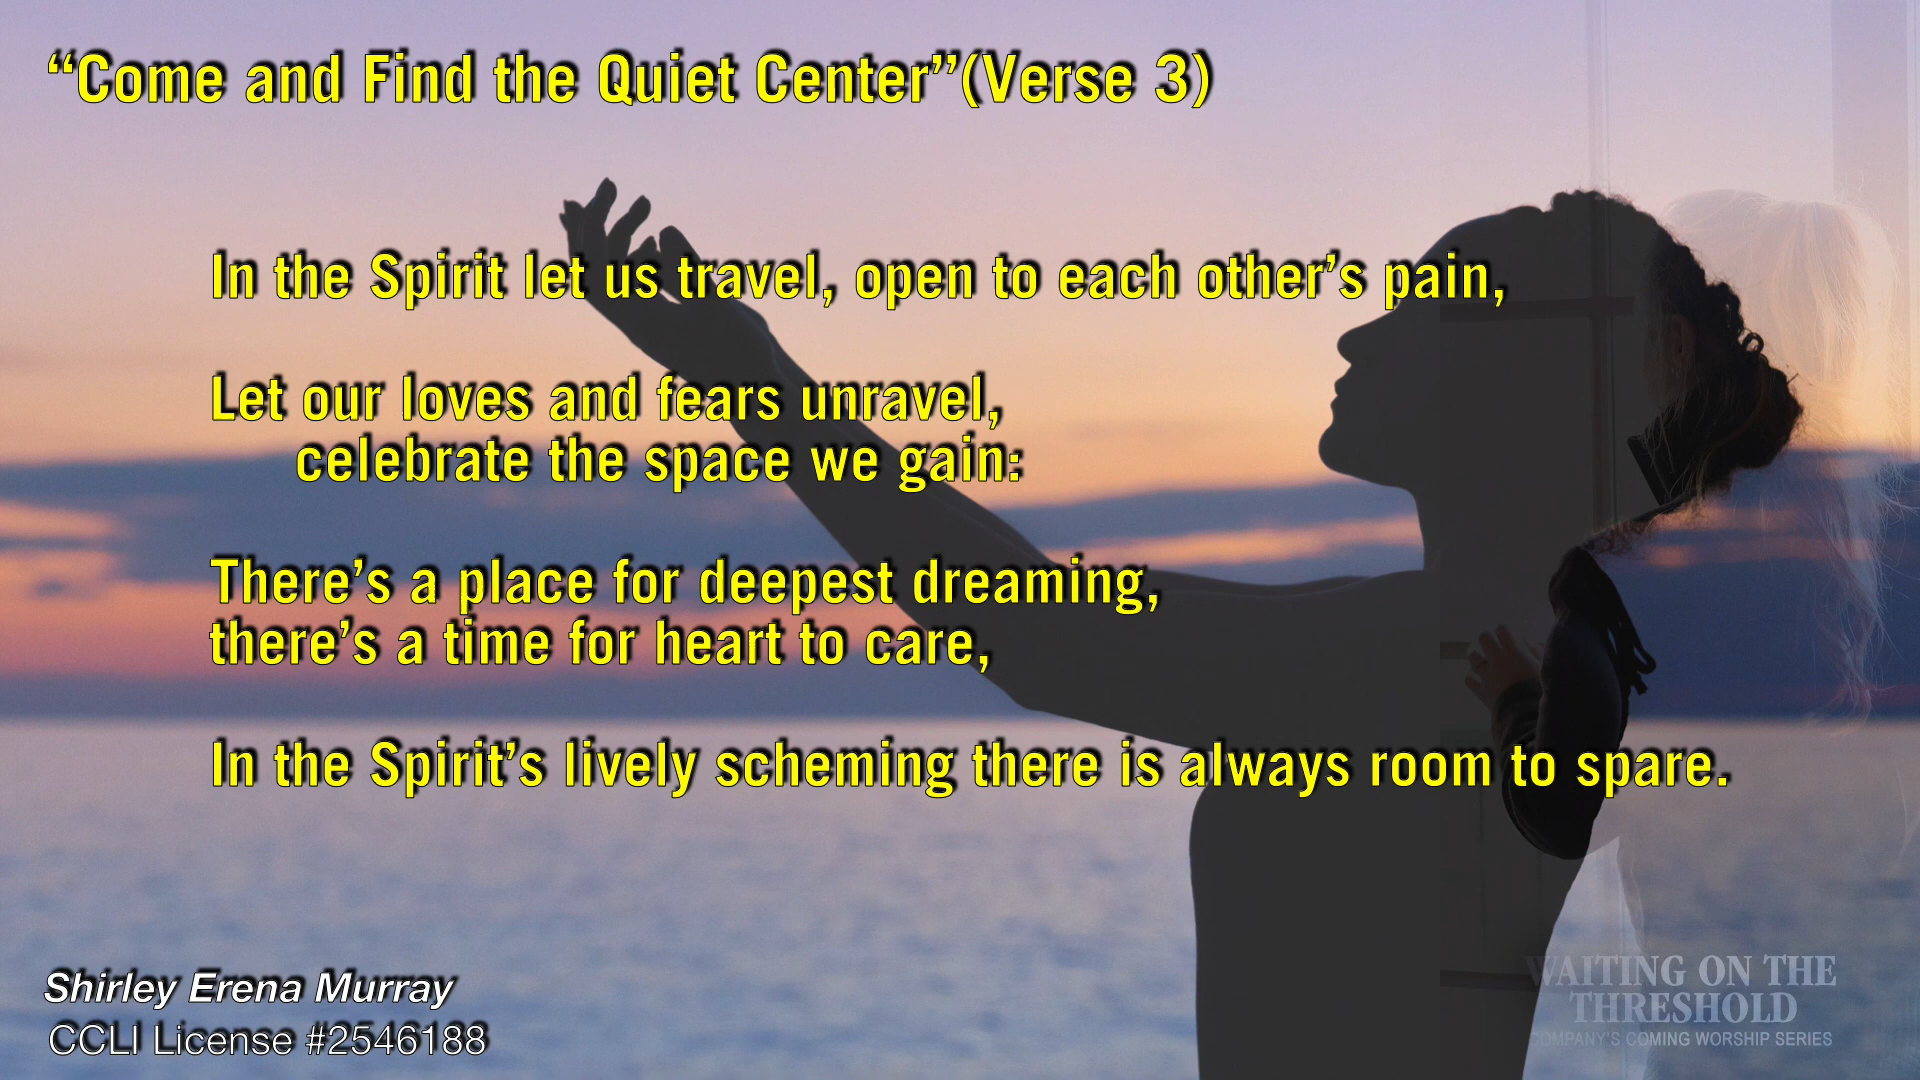 “Come and Find the Quiet Center”(Verse 3)
In the Spirit let us travel, open to each other’s pain,
Let our loves and fears unravel,
celebrate the space we gain:
There’s a place for deepest dreaming,
there’s a time for heart to care,
In the Spirit’s lively scheming there is always room to spare.
Shirley Erena Murray
CCLI License #2546188
WAITING ON THE
THRESHOLD
COMPANY’S COMING WORSHIP SERIES